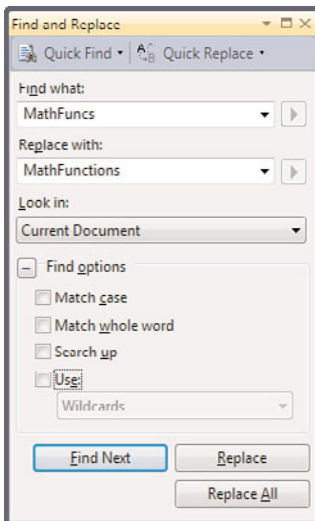 Find and Replace
Quick Find Quick Replace
Find what:
MathFuncs
Replace with:
MathFunctions
Look in:
Current Document
Find options
Match case
Match whole word
Search up
Use:
Wildcards
Find Next Replace
Replace All